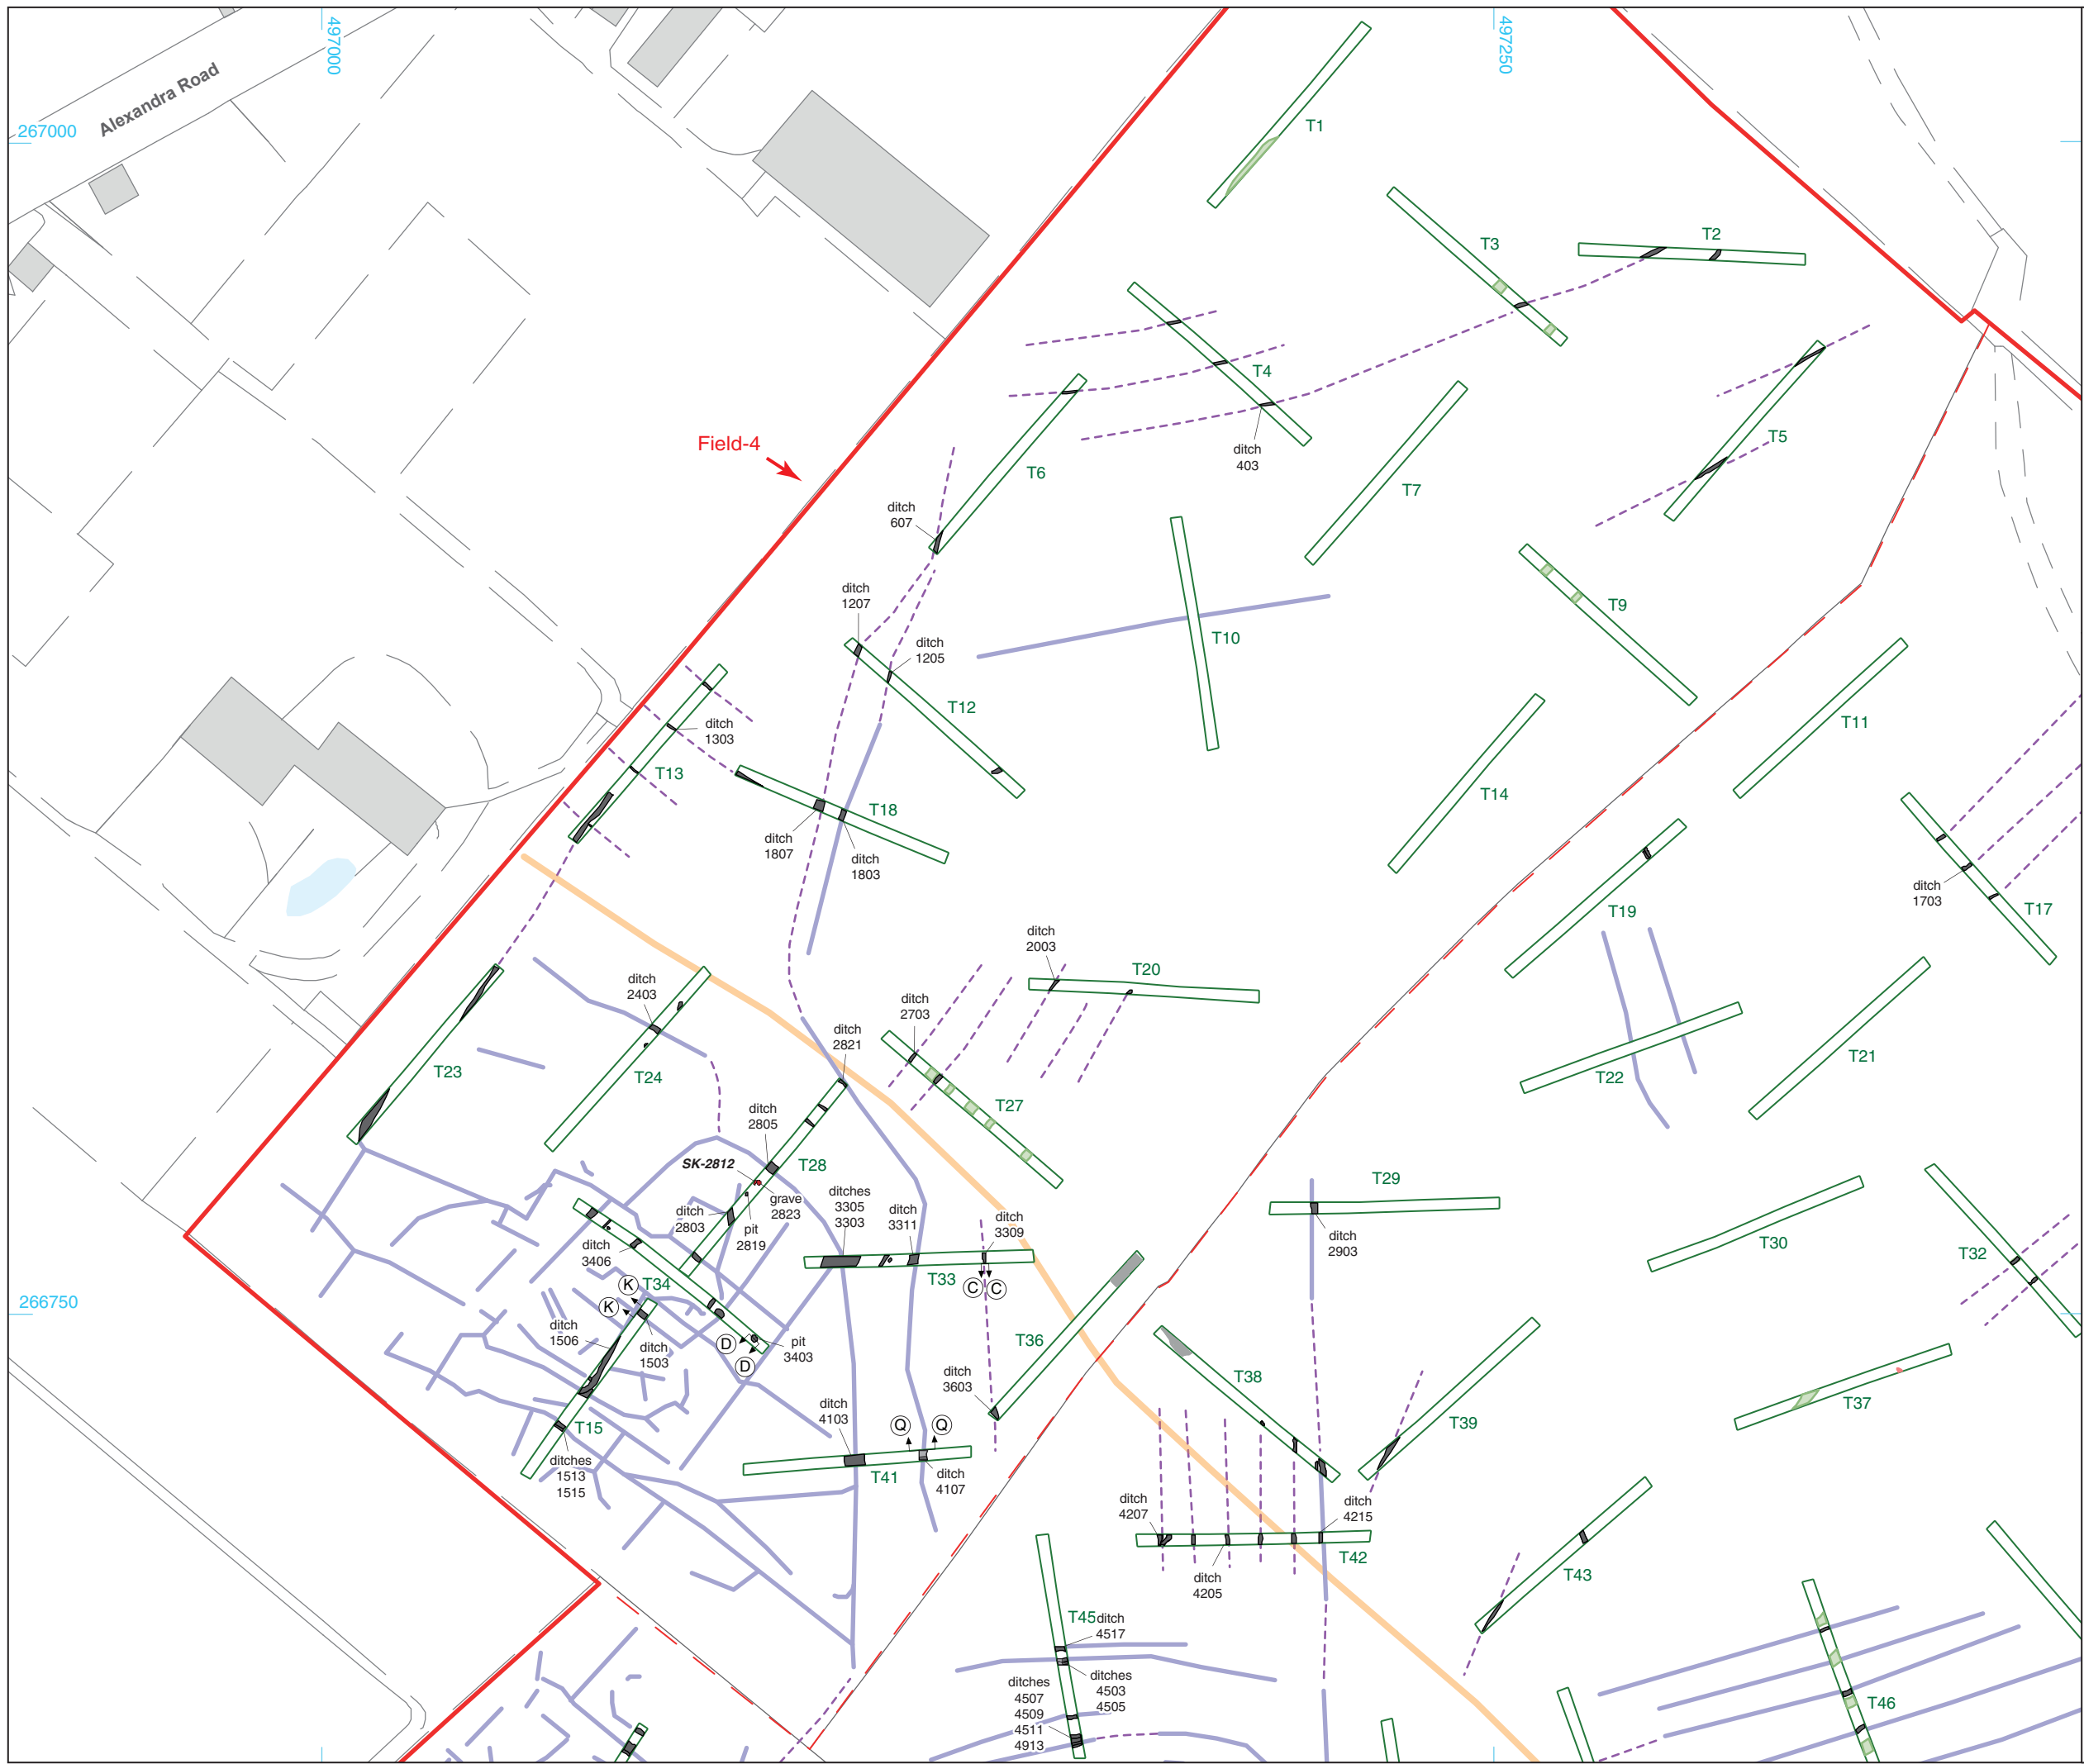 497000
497250
Alexandra Road
267000
T1
T2
T3
T4
T5
Field-4
ditch
403
T6
T7
ditch
607
ditch
1207
ditch
1205
T9
T10
T12
T11
ditch
1303
T13
T14
T18
ditch
1807
ditch
1803
ditch
1703
T17
T19
ditch
2003
T20
ditch
2403
ditch
2703
ditch
2821
T23
T24
T27
T22
T21
ditch
2805
SK-2812
T28
grave
2823
ditch
2803
pit
2819
ditches
3305
3303
ditch
3311
ditch
3309
T29
ditch
2903
T30
T32
ditch
3406
T34
T33
C C
K
K
266750
ditch
1506
ditch
1503
D
D
pit
3403
T36
ditch
3603
T38
T39
T37
ditch
4103
Q Q
T15
ditches
1513
1515
T41
ditch
4107
ditch
4207
ditch
4215
T42
ditch
4205
T43
T45
ditch
4517
ditches
4503
4505
ditches
4507
4509
4511
4913
T46